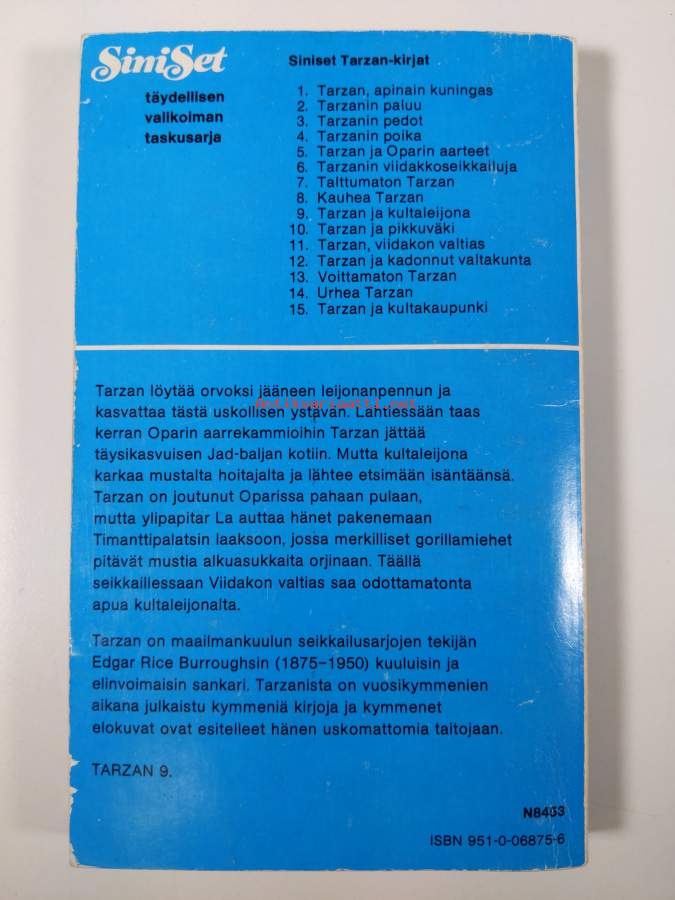 SiniSet
täydellisen
valikoiman
taskusarja
Siniset Tarzan-kirjat
1. Tarzan, apinain kuningas
2. Tarzanin paluu
3. Tarzanin pedot
4. Tarzanin poika
5. Tarzan ja Oparin aarteet
6. Tarzanin viidakkoseikkailuja
7. Talttumaton Tarzan
8. Kauhea Tarzan
9. Tarzan ja kultaleijona
10. Tarzan ja pikkuväki
11. Tarzan, viidakon valtias
12. Tarzan ja kadonnut valtakunta
13. Voittamaton Tarzan
14. Urhea Tarzan
15. Tarzan ja kultakaupunki
Tarzan löytää orvoksi jääneen leijonanpennun ja
Antikvariaatti.net
kasvattaa tästä uskollisen ystävän. Lähtiessään taas
kerran Oparin aarrekammioihin Tarzan jättää
täysikasvuisen Jad-baljan kotiin. Mutta kultaleijona
karkaa mustalta hoitajalta ja lähtee etsimään isäntäänsä.
Tarzan on joutunut Oparissa pahaan pulaan,
mutta ylipapitar La auttaa hänet pakenemaan
Timanttipalatsin laaksoon, jossa merkilliset gorillamiehet
pitävät mustia alkuasukkaita orjinaan. Täällä
seikkaillessaan Viidakon valtias saa odottamatonta
apua kultaleijonalta.
Tarzan on maailmankuulun seikkailusarjojen tekijän
Edgar Rice Burroughsin (1875–1950) kuuluisin ja
elinvoimaisin sankari. Tarzanista on vuosikymmenien
aikana julkaistu kymmeniä kirjoja ja kymmenet
elokuvat ovat esitelleet hänen uskomattomia taitojaan.
TARZAN 9.
N8453
ISBN 951-0-06875-6